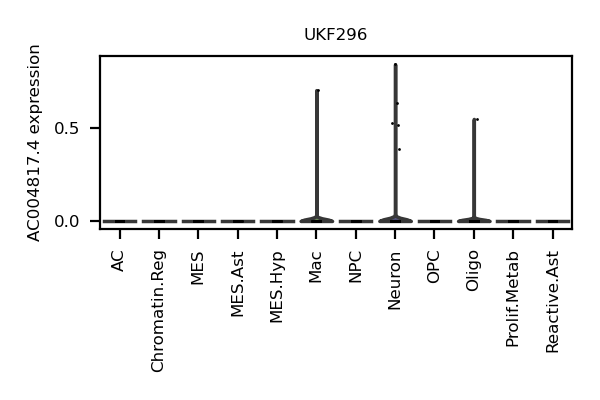 UKF296
AC004817.4 expression
0.5
0.0
AC
Chromatin.Reg
MES
MES.Ast
MES.Hyp
Mac
NPC
Neuron
OPC
Oligo
Prolif.Metab
Reactive.Ast